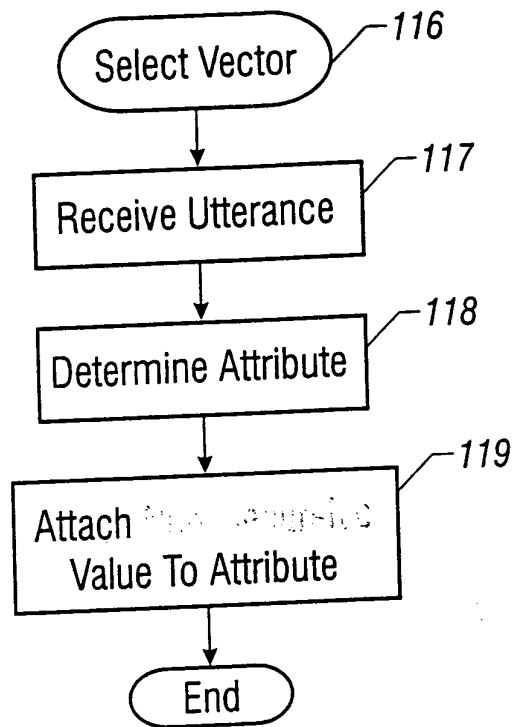 Select Vector
116
Receive Utterance
117
Determine Attribute
118
Attach
Value To Attribute
119
End